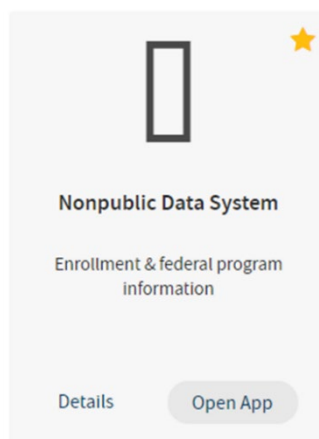 Nonpublic Data System
Enrollment & federal program
information
Details
Open App